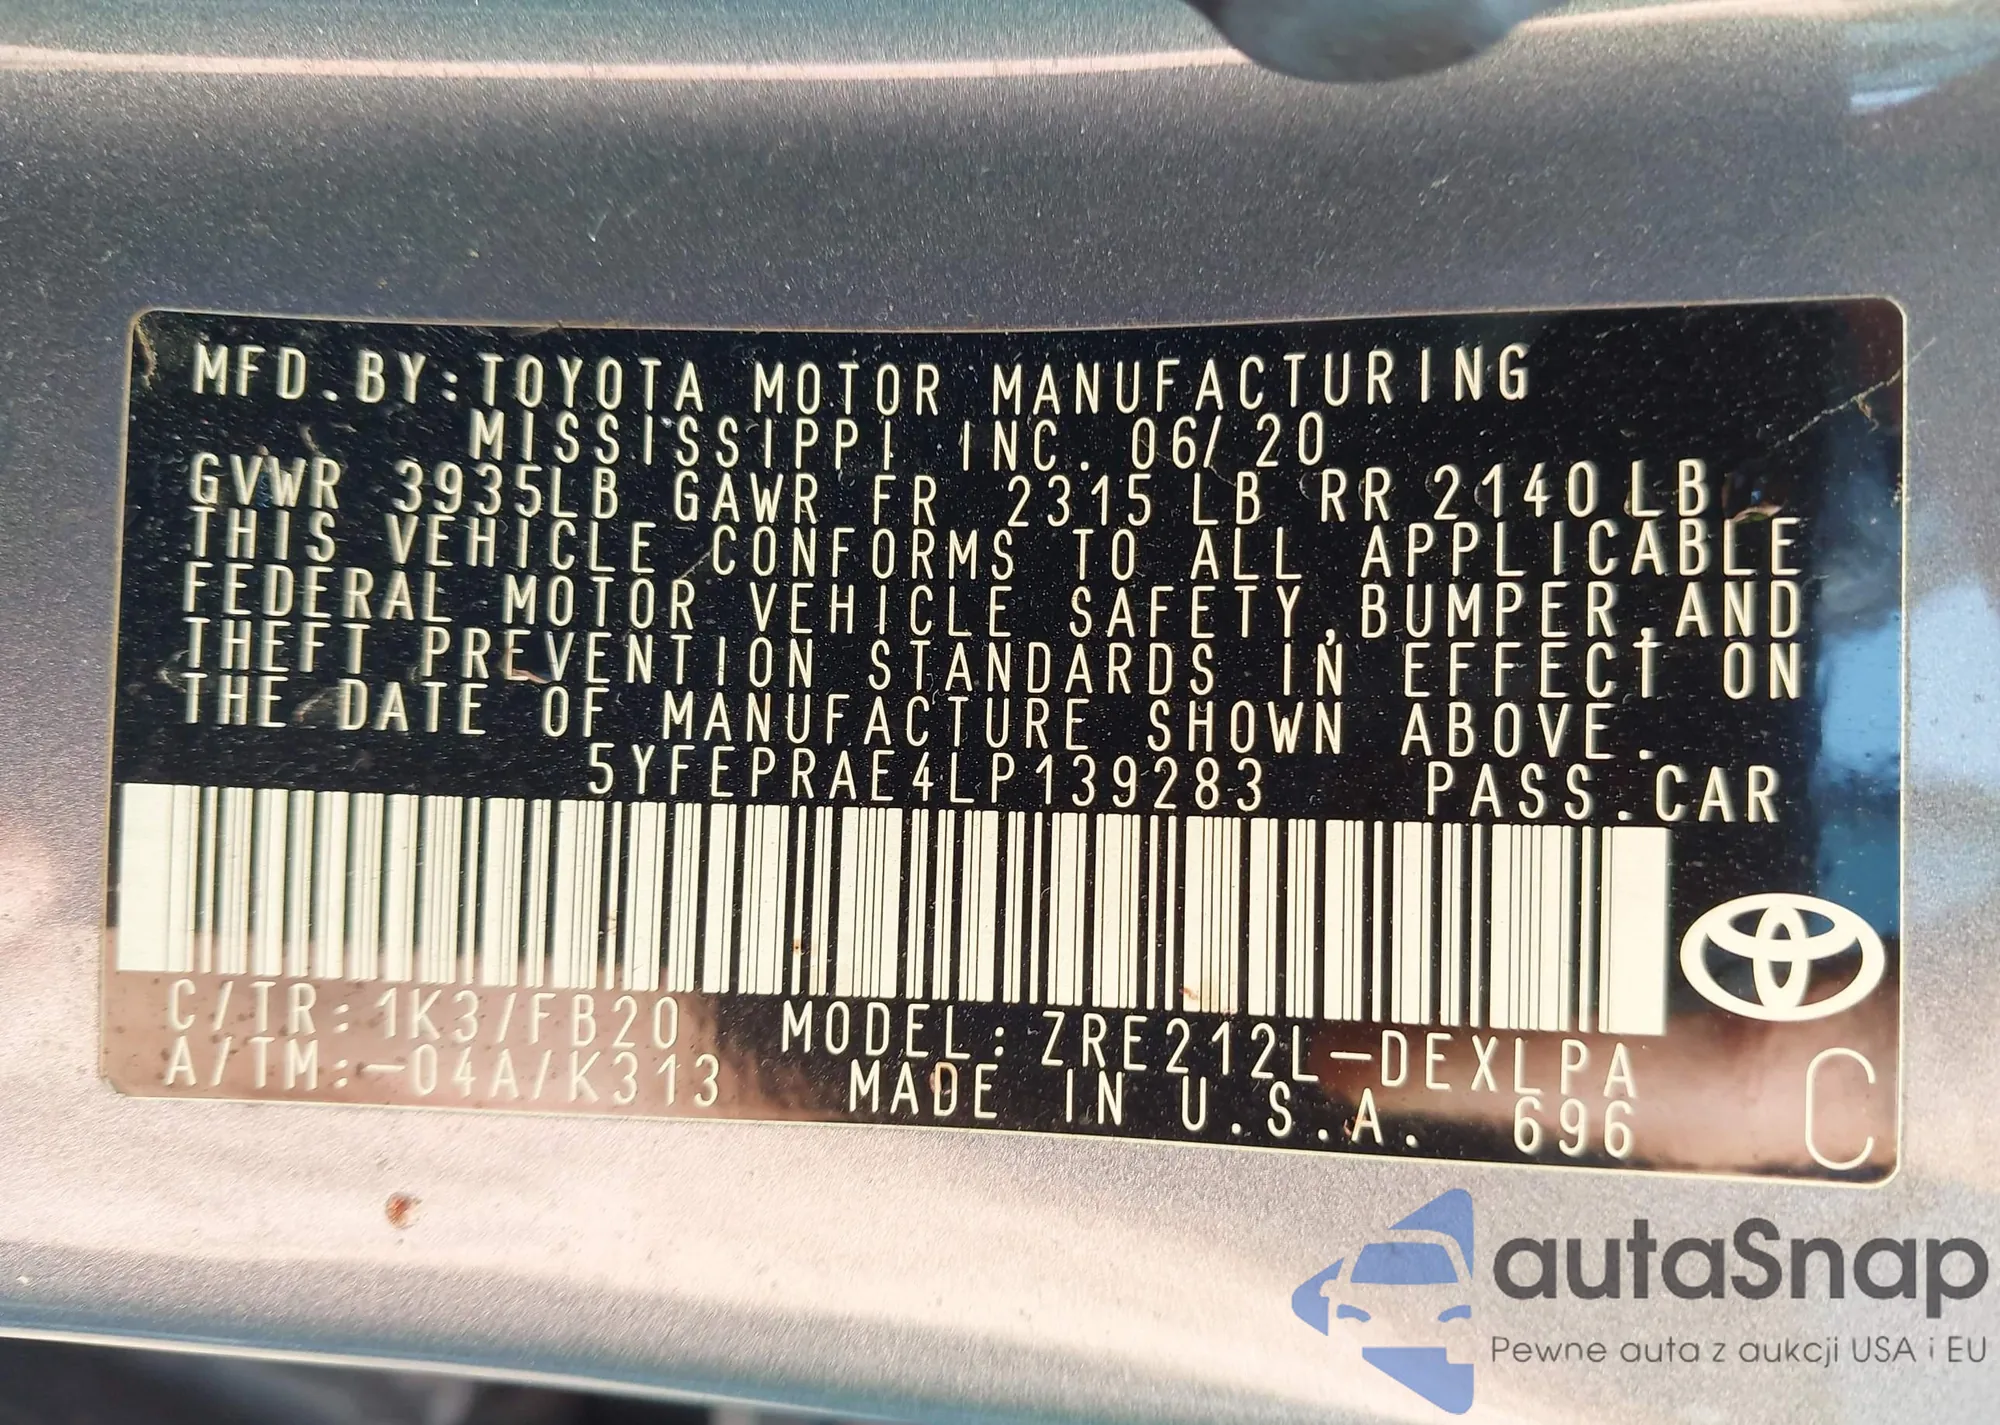 MFD.BY:TOYOTA MOTOR MANUFACTURING
MISSISSIPPI INC. 06/20
GVWR 3935LB GAWR FR 2315LB RR 2140LB
THIS VEHICLE CONFORMS TO ALL APPLICABLE
FEDERAL MOTOR VEHICLE SAFETY,BUMPER,AND
THEFT PREVENTION STANDARDS IN EFFECT ON
THE DATE OF MANUFACTURE SHOWN ABOVE.
5YFEPRAE4LP139283 PASS.CAR
C/TR:1K3/FB20 MODEL:ZRE212L-DEXLPA
A/TM:-04A/K313 MADE IN U.S.A. 696
C
autaSnap
Pewne auta z aukcji USA i EU